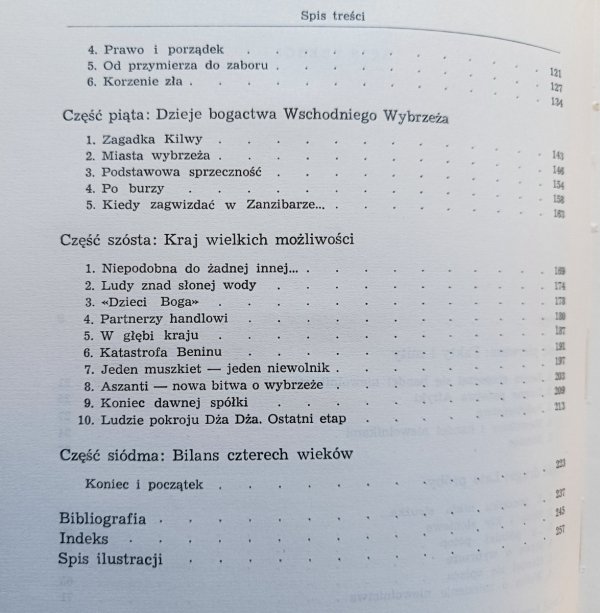 Spis treści
4. Prawo i porządek . . . . . . . . 121
5. Od przymierza do zaboru . . . . . . . . 127
6. Korzenie zła . . . . . . . . 134
Część piąta: Dzieje bogactwa Wschodniego Wybrzeża
1. Zagadka Kilwy . . . . . . . . 143
2. Miasta wybrzeża . . . . . . . . 146
3. Podstawowa sprzeczność . . . . . . . . 154
4. Po burzy . . . . . . . . 158
5. Kiedy zagwizdać w Zanzibarze... . . . . . . . . 163
Część szósta: Kraj wielkich możliwości
1. Niepodobna do żadnej innej... . . . . . . . . 169
2. Ludy znad słonej wody . . . . . . . . 174
3. «Dzieci Boga» . . . . . . . . 178
4. Partnerzy handlowi . . . . . . . . 180
5. W głębi kraju . . . . . . . . 187
6. Katastrofa Beninu . . . . . . . . 191
7. Jeden muszkiet — jeden niewolnik . . . . . . . . 197
8. Aszanti — nowa bitwa o wybrzeże . . . . . . . . 203
9. Koniec dawnej spółki . . . . . . . . 209
10. Ludzie pokroju Dża Dża. Ostatni etap . . . . . . . . 213
Część siódma: Bilans czterech wieków
Koniec i początek . . . . . . . . 223
Bibliografia . . . . . . . . 237
Indeks . . . . . . . . 245
Spis ilustracji . . . . . . . . 257